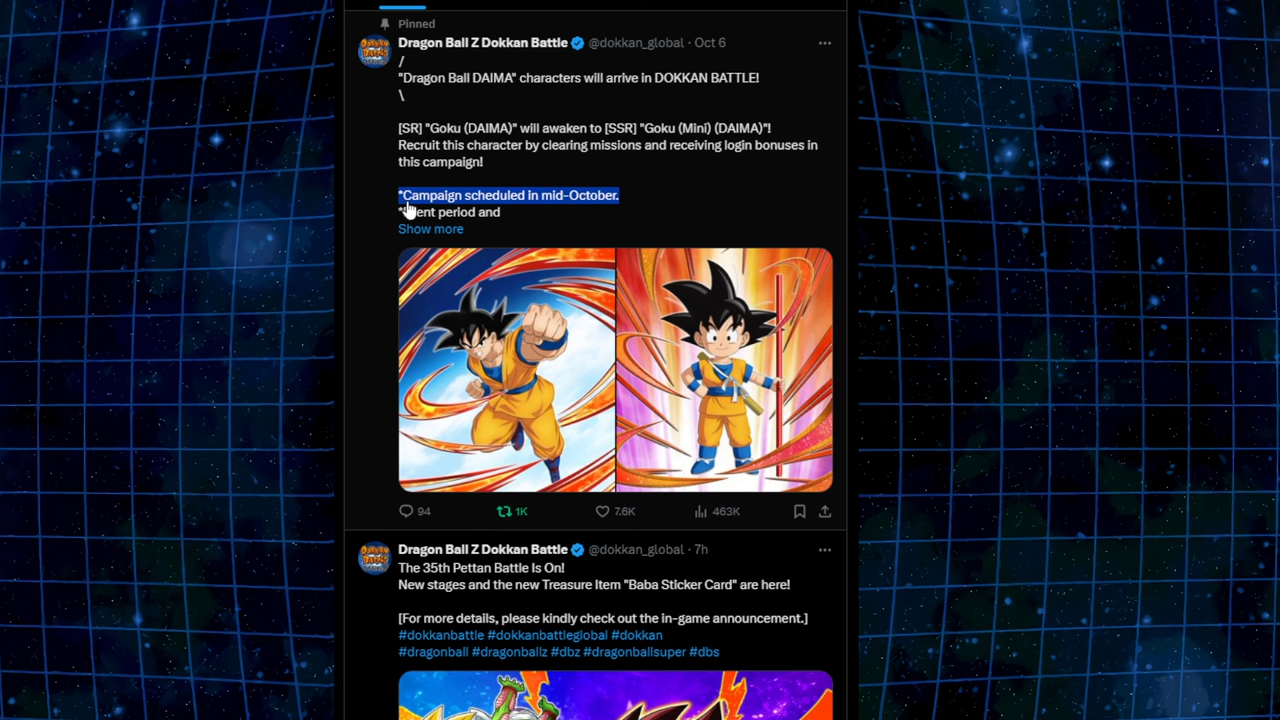 Pinned
Dragon Ball Z Dokkan Battle @dokkan_global · Oct 6
/
"Dragon Ball DAIMA" characters will arrive in DOKKAN BATTLE!
\
[SR] "Goku (DAIMA)" will awaken to [SSR] "Goku (Mini) (DAIMA)"!
Recruit this character by clearing missions and receiving login bonuses in
this campaign!
*Campaign scheduled in mid-October.
period and
Show more
94 1K 7.6K 463K
Dragon Ball Z Dokkan Battle @dokkan_global · 7h
The 35th Pettan Battle Is On!
New stages and the new Treasure Item "Baba Sticker Card" are here!
[For more details, please kindly check out the in-game announcement.]
#dokkanbattle #dokkanbattleglobal #dokkan
#dragonball #dragonballz #dbz #dragonballsuper #dbs